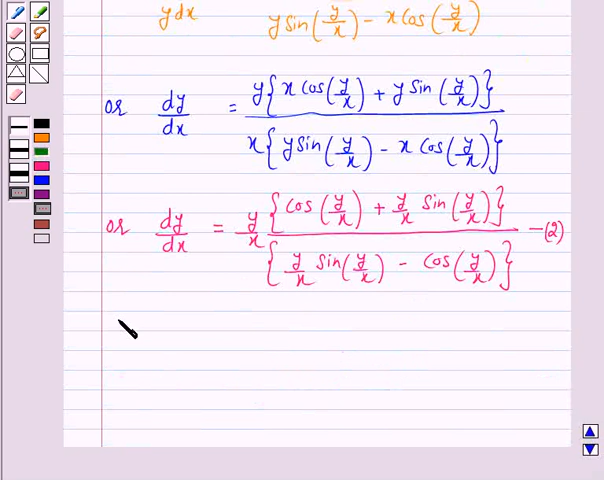 y dx    y sin(y/x) - x cos(y/x)
or dy/dx = y{x cos(y/x) + y sin(y/x)} / x{y sin(y/x) - x cos(y/x)}
or dy/dx = y/x {cos(y/x) + y/x sin(y/x)} / {y/x sin(y/x) - cos(y/x)} —(2)